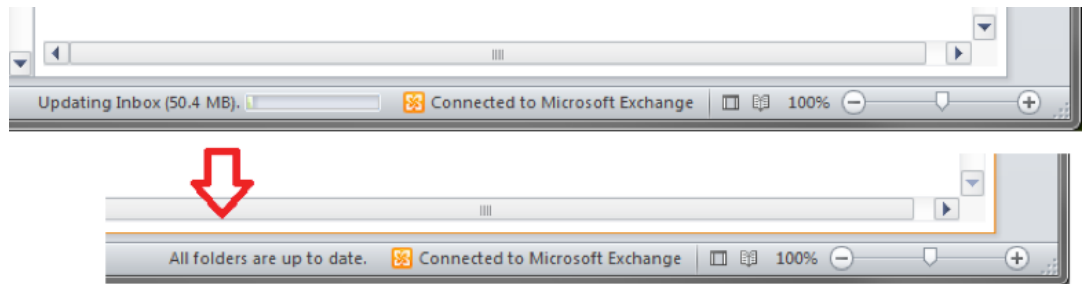 Updating Inbox (50.4 MB). Connected to Microsoft Exchange 100%
All folders are up to date. Connected to Microsoft Exchange 100%